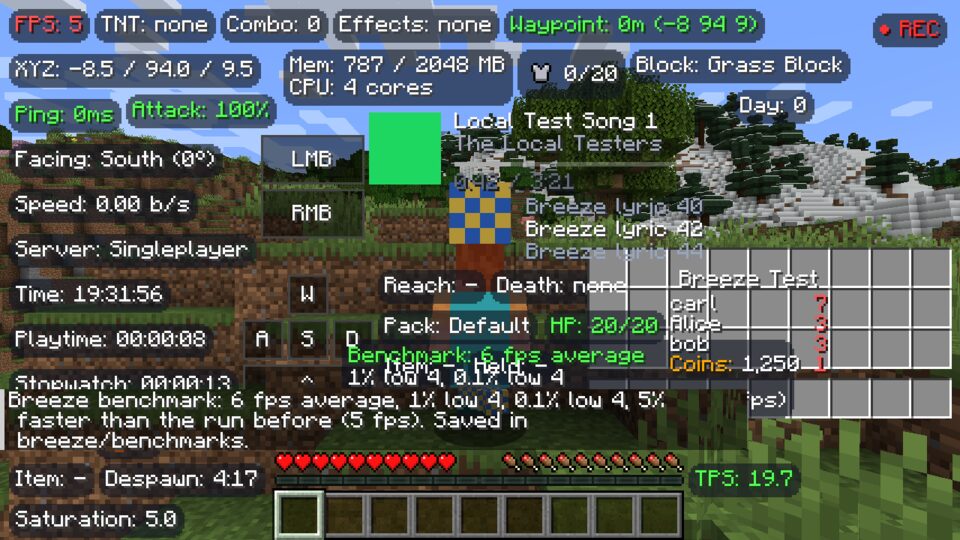 FPS: 5
TNT: none
Combo: 0
Effects: none
Waypoint: 0m (-8 94 9)
REC
XYZ: -8.5 / 94.0 / 9.5
Mem: 787 / 2048 MB
CPU: 4 cores
0/20
Block: Grass Block
Ping: 0ms
Attack: 100%
Day: 0
Local Test Song 1
The Local Testers
Facing: South (0°)
LMB
Speed: 0.00 b/s
RMB
Breeze lyric 40
Breeze lyric 42
Breeze lyric 44
Server: Singleplayer
Time: 19:31:56
W
Reach: -
Death: none
Breeze Test
carl 7
Alice 3
bob 3
Coins: 1,250 1
Playtime: 00:00:08
A
S
D
Pack: Default
HP: 20/20
Benchmark: 6 fps average
1% low 4, 0.1% low 4
Stopwatch: 00:00:13
Breeze benchmark: 6 fps average, 1% low 4, 0.1% low 4, 5%
faster than the run before (5 fps). Saved in
breeze/benchmarks.
fps)
Item: -
Despawn: 4:17
TPS: 19.7
Saturation: 5.0